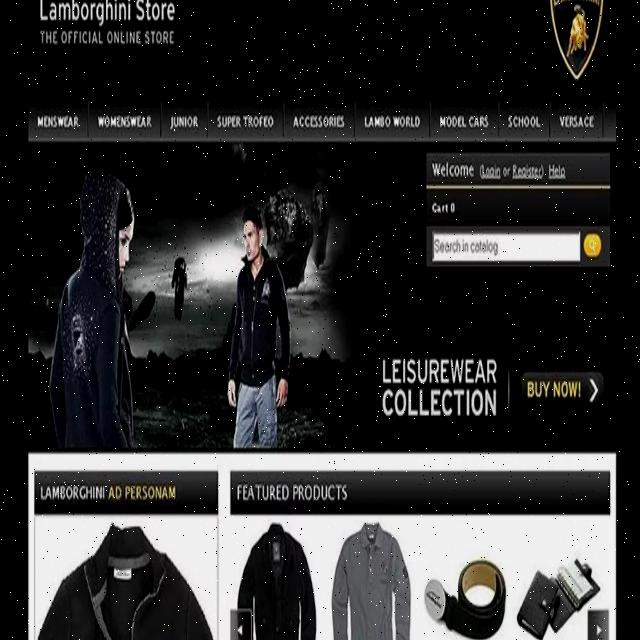 Lamborghini Store
THE OFFICIAL ONLINE STORE
MENSWEAR WOMENSWEAR JUNIOR SUPER TROFEO ACCESSORIES LAMBO WORLD MODEL CARS SCHOOL VERSACE
Welcome (Login or Register). Help
Cart 0
Search in catalog
LEISUREWEAR
COLLECTION
BUY NOW!
LAMBORGHINI AD PERSONAM
FEATURED PRODUCTS